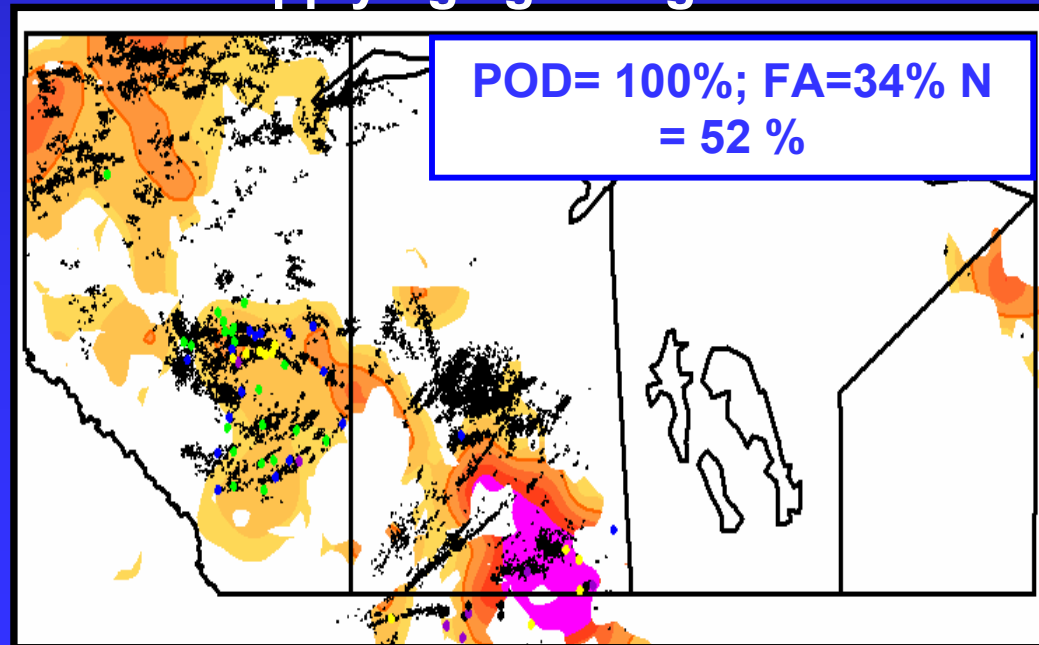 POD= 100%; FA=34% N
= 52 %